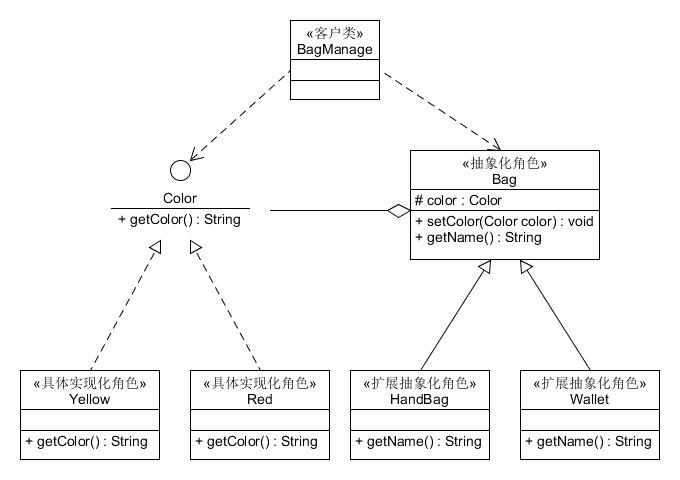 «客户类»
BagManage
Color
+ getColor() : String
«抽象化角色»
Bag
# color : Color
+ setColor(Color color) : void
+ getName() : String
«具体实现化角色»
Yellow
+ getColor() : String
«具体实现化角色»
Red
+ getColor() : String
«扩展抽象化角色»
HandBag
+ getName() : String
«扩展抽象化角色»
Wallet
+ getName() : String